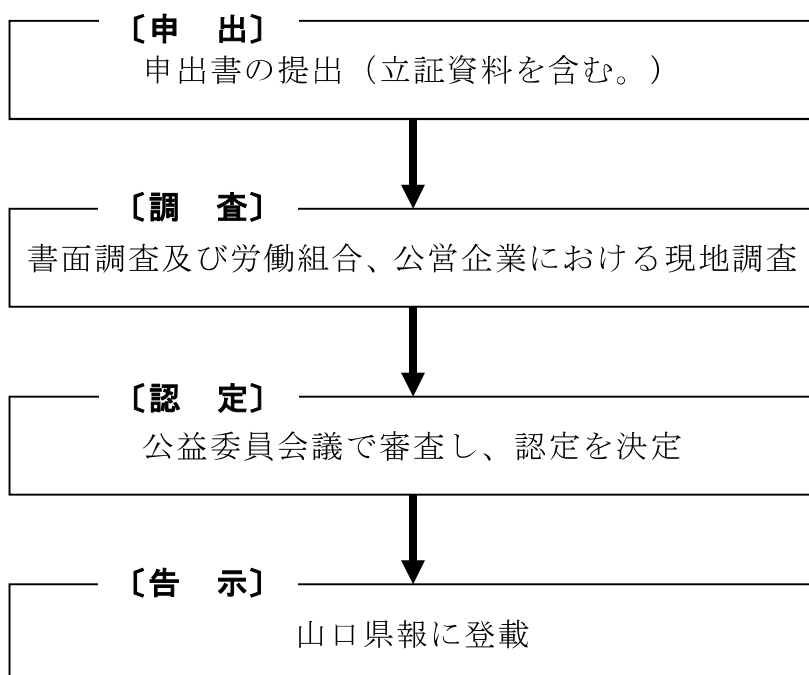 〔申　出〕
申出書の提出（立証資料を含む。）
〔調　査〕
書面調査及び労働組合、公営企業における現地調査
〔認　定〕
公益委員会議で審査し、認定を決定
〔告　示〕
山口県報に登載